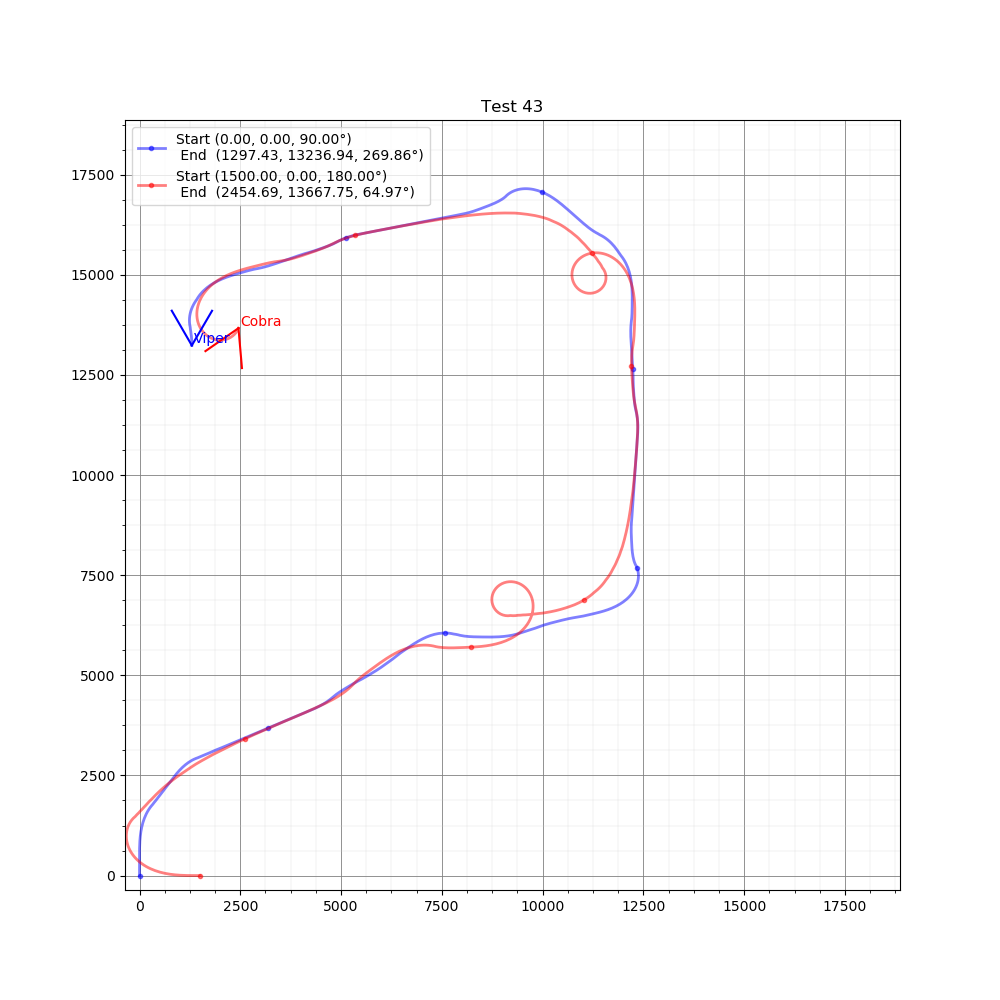 Test 43
Start (0.00, 0.00, 90.00°)
End (1297.43, 13236.94, 269.86°)
Start (1500.00, 0.00, 180.00°)
End (2454.69, 13667.75, 64.97°)
17500
15000
12500
10000
7500
5000
2500
0
Cobra
Viper
0 2500 5000 7500 10000 12500 15000 17500